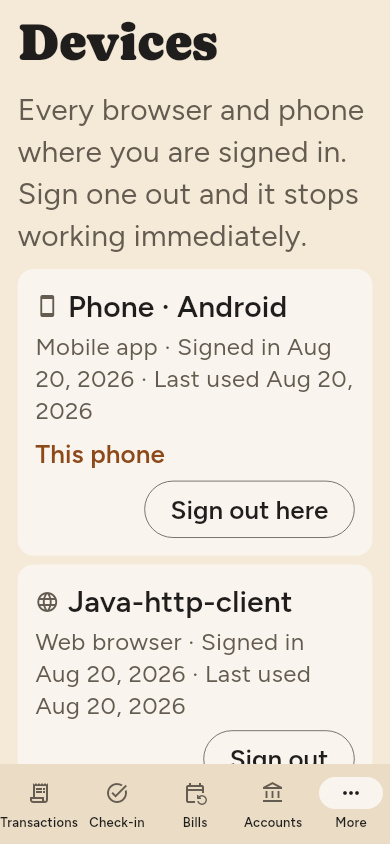 Devices
Every browser and phone
where you are signed in.
Sign one out and it stops
working immediately.
Phone · Android
Mobile app · Signed in Aug
20, 2026 · Last used Aug 20,
2026
This phone
Sign out here
Java-http-client
Web browser · Signed in
Aug 20, 2026 · Last used
Aug 20, 2026
Sign out
Transactions Check-in Bills Accounts More